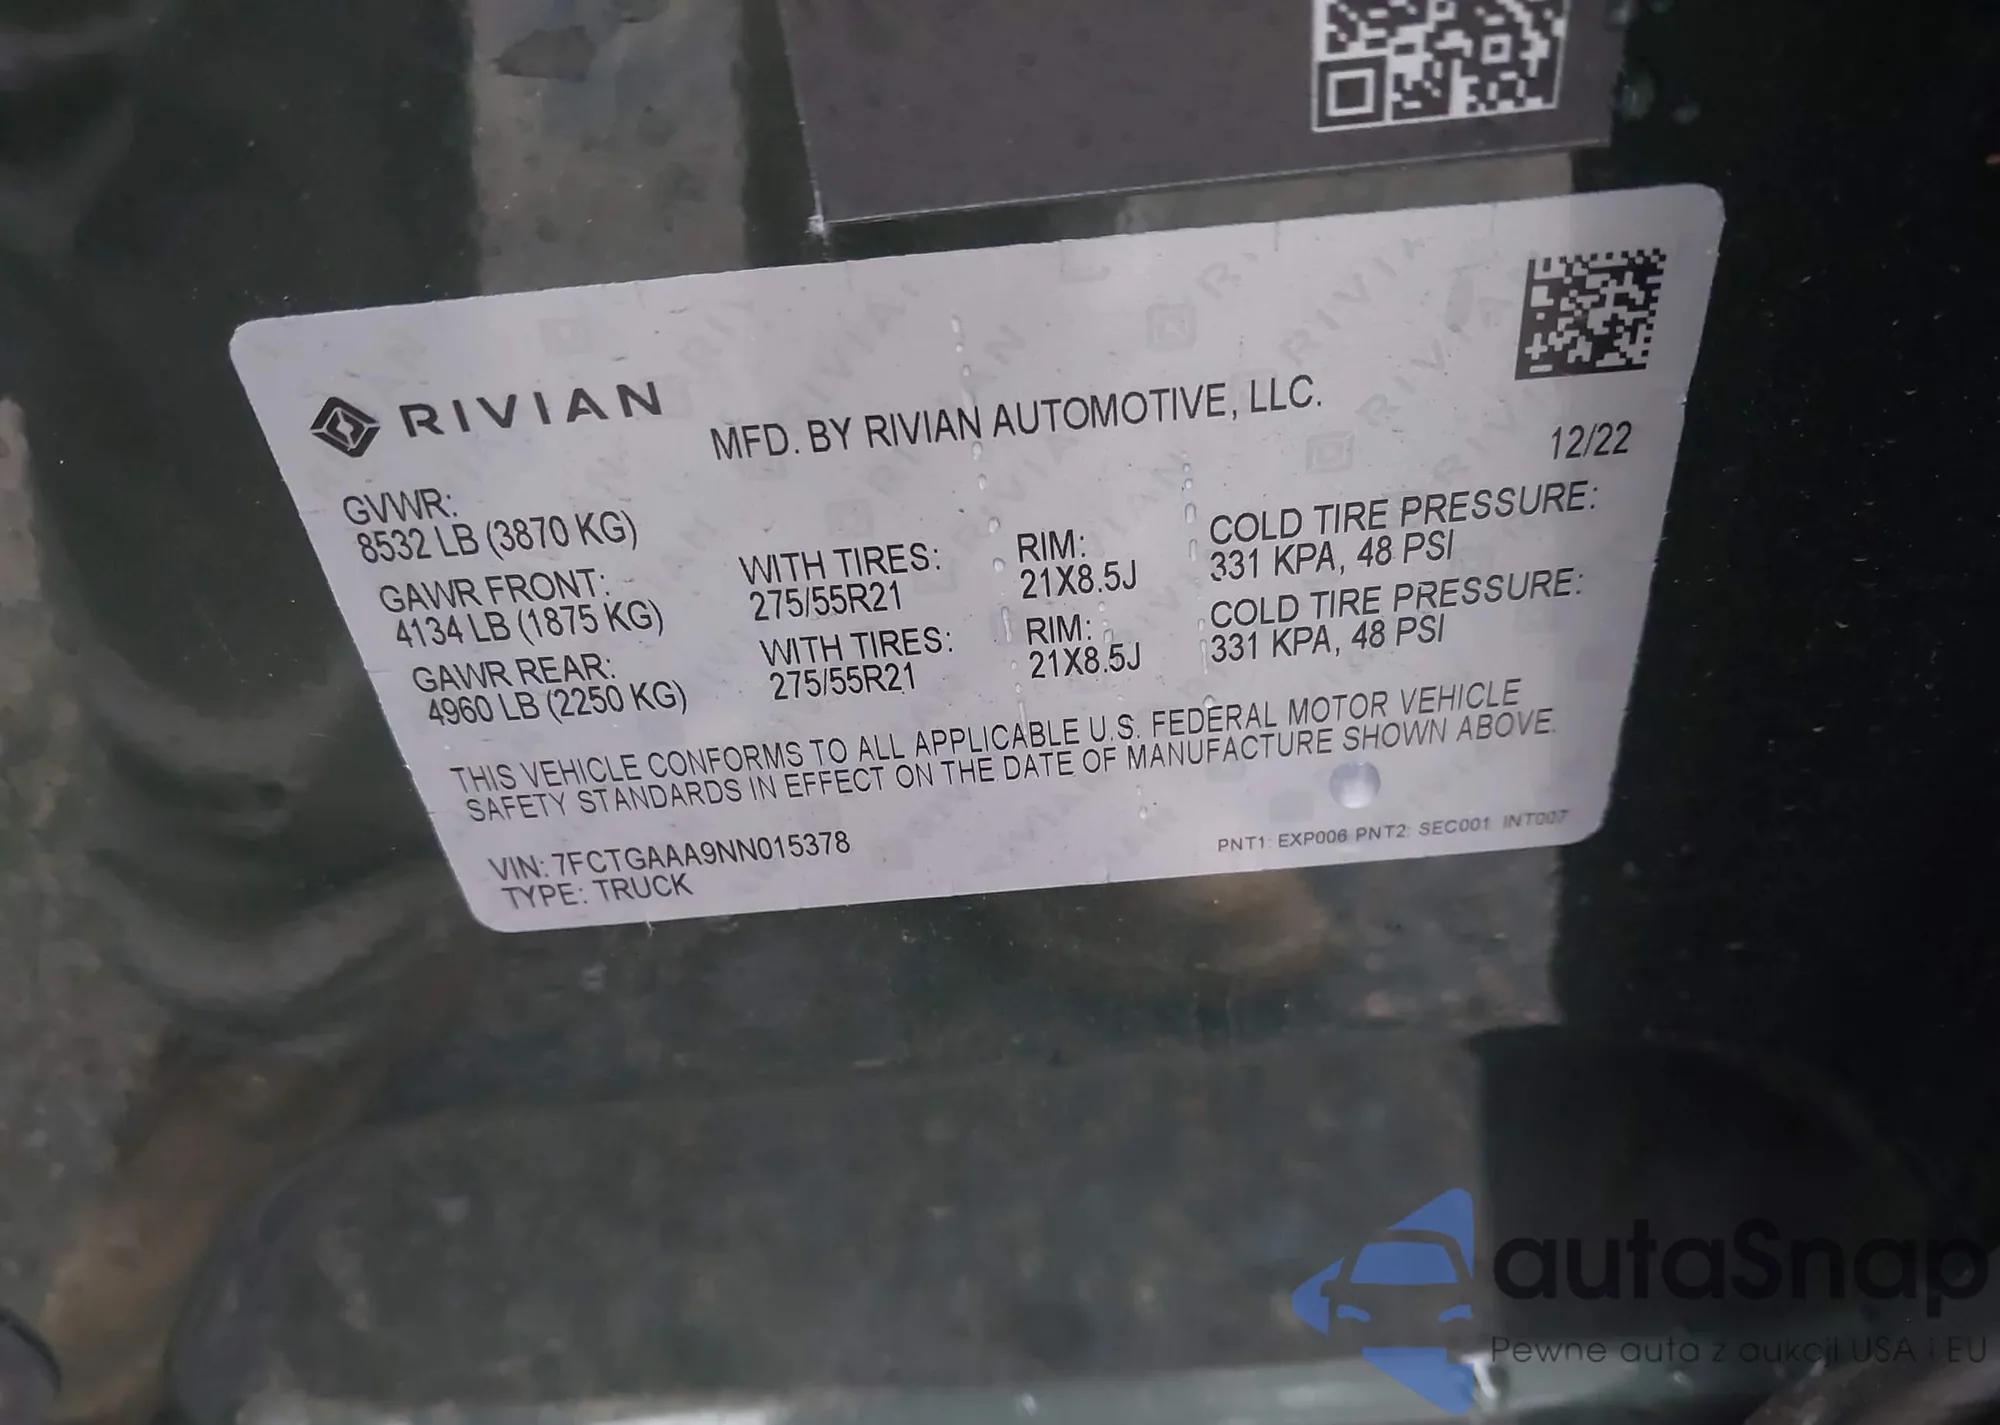 RIVIAN
MFD. BY RIVIAN AUTOMOTIVE, LLC.
12/22
GVWR:
8532 LB (3870 KG)
GAWR FRONT:
4134 LB (1875 KG)
WITH TIRES:
275/55R21
RIM:
21X8.5J
COLD TIRE PRESSURE:
331 KPA, 48 PSI
GAWR REAR:
4960 LB (2250 KG)
WITH TIRES:
275/55R21
RIM:
21X8.5J
COLD TIRE PRESSURE:
331 KPA, 48 PSI
THIS VEHICLE CONFORMS TO ALL APPLICABLE U.S. FEDERAL MOTOR VEHICLE
SAFETY STANDARDS IN EFFECT ON THE DATE OF MANUFACTURE SHOWN ABOVE.
VIN: 7FCTGAAA9NN015378
TYPE: TRUCK
PNT1: EXP006 PNT2: SEC001 INT007
autaSnap
Pewne auta z aukcji USA i EU